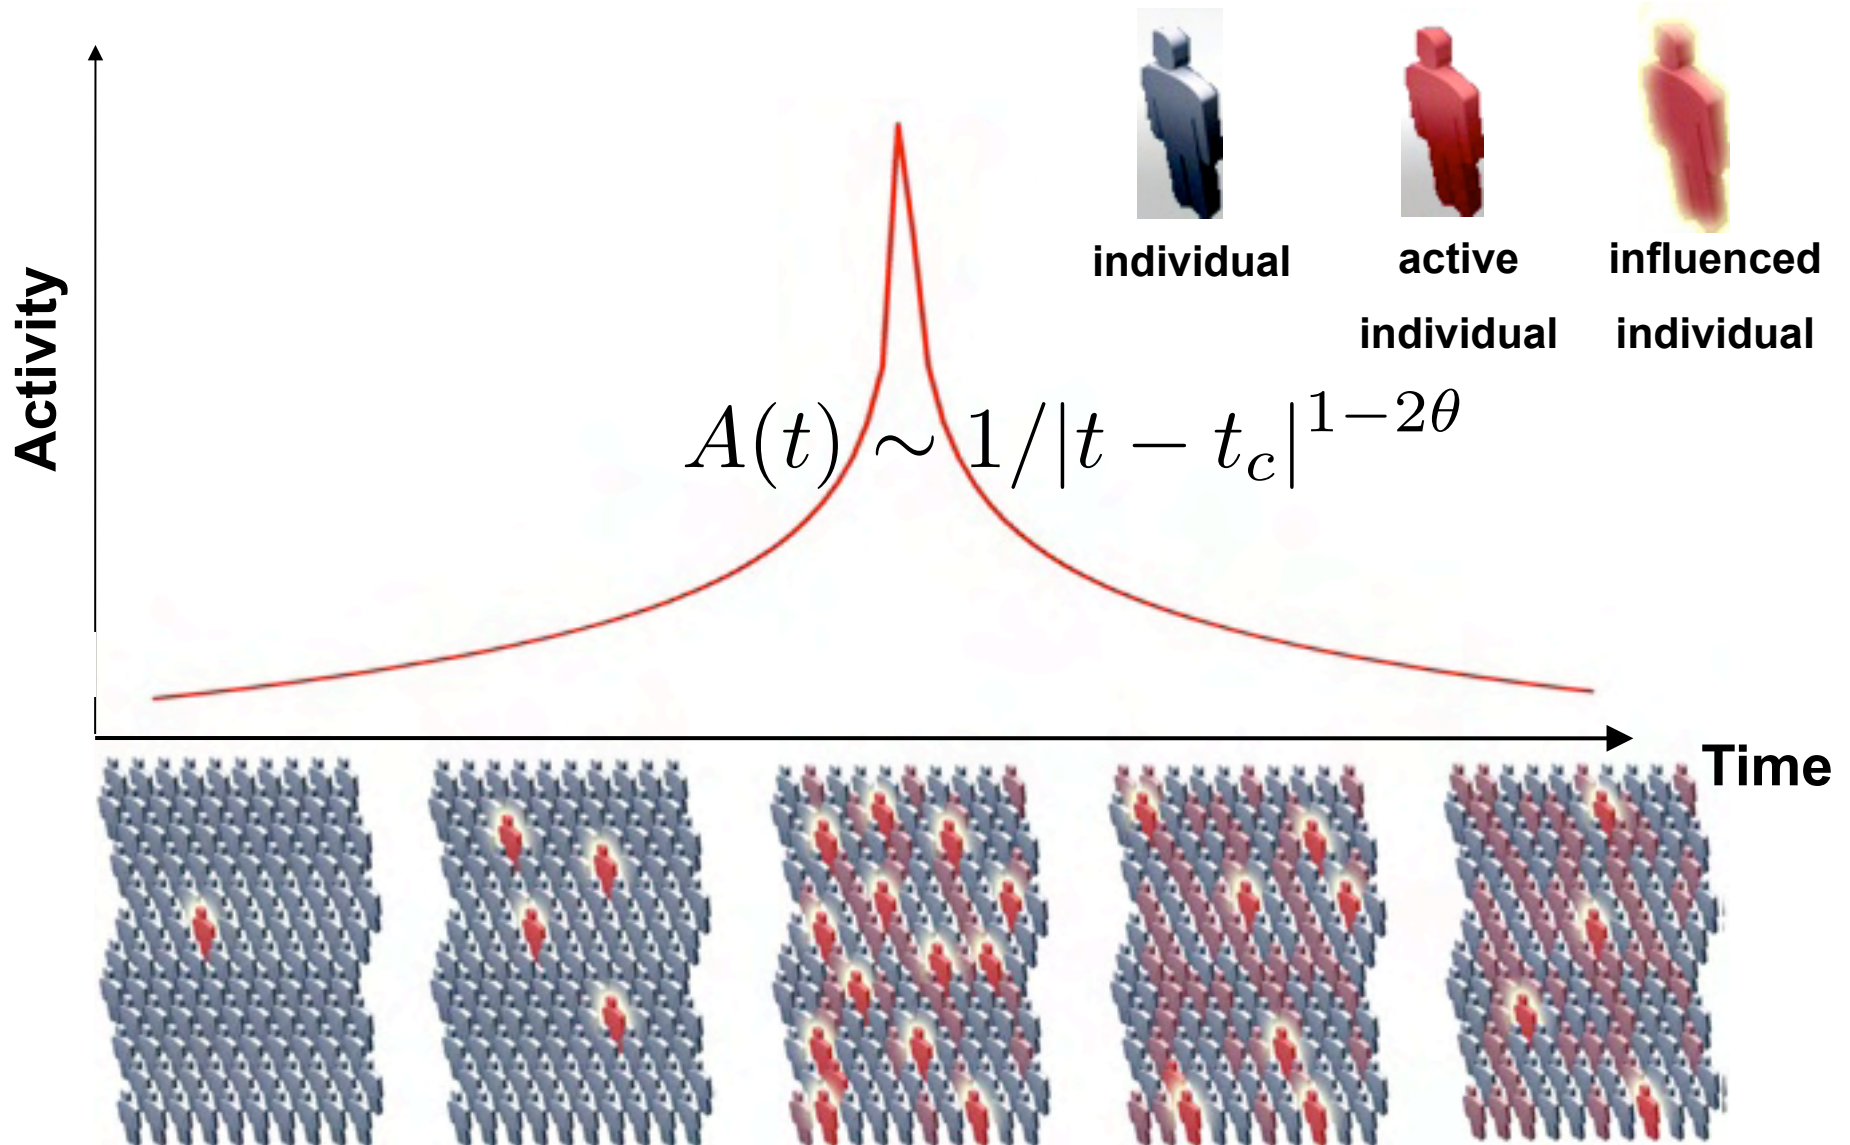 individual
active
individual
influenced
individual
Activity
A(t) ∼ 1/|t − t_c|^{1−2θ}
Time